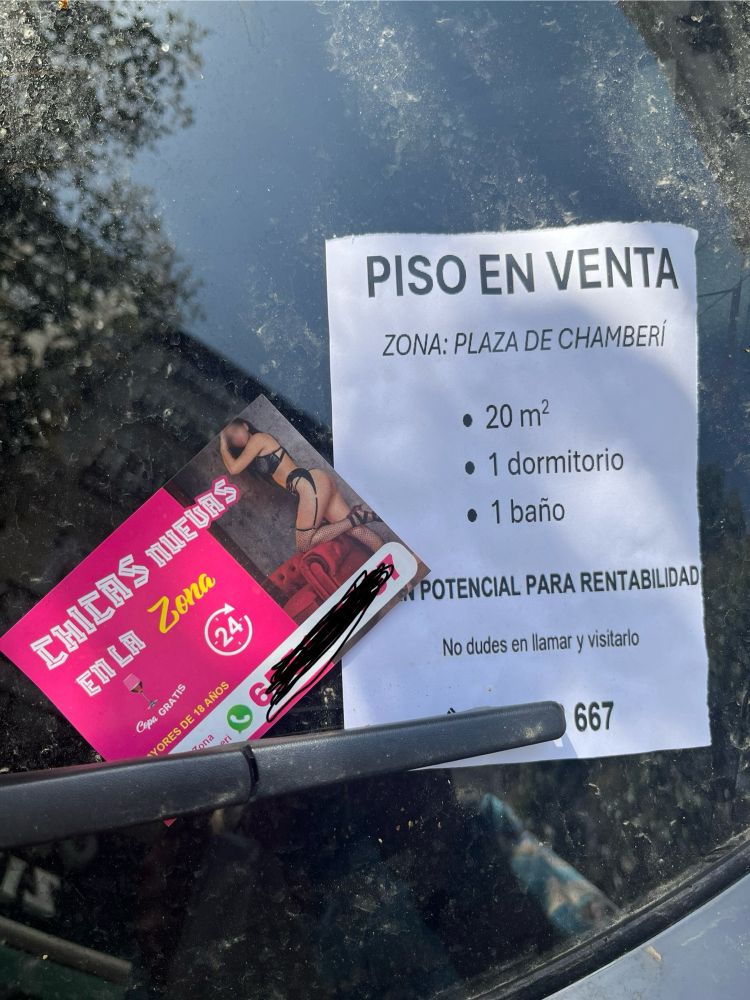 PISO EN VENTA
ZONA: PLAZA DE CHAMBERÍ
• 20 m²
• 1 dormitorio
• 1 baño
POTENCIAL PARA RENTABILIDAD
No dudes en llamar y visitarlo
667
CHICAS NUEVAS
EN LA Zona
24
Copa GRATIS
DE 18 AÑOS
Zona